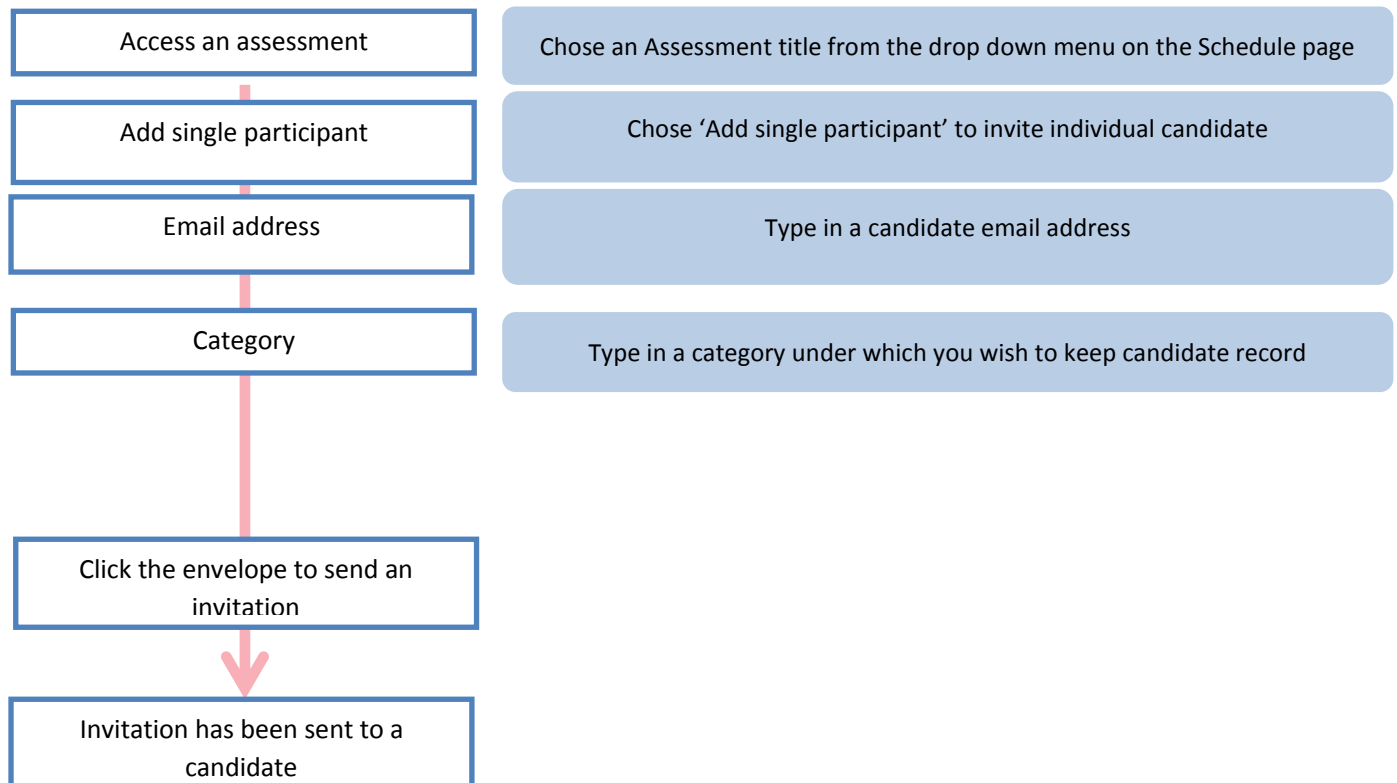 Access an assessment
Chose an Assessment title from the drop down menu on the Schedule page
Add single participant
Chose ‘Add single participant’ to invite individual candidate
Email address
Type in a candidate email address
Category
Type in a category under which you wish to keep candidate record
Click the envelope to send an
invitation
Invitation has been sent to a
candidate